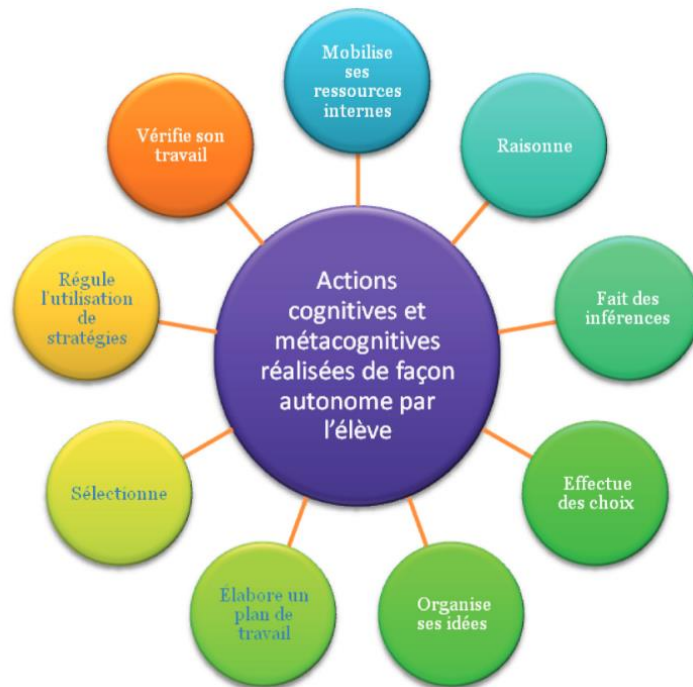 Mobilise
ses
ressources
internes
Raisonne
Fait des
inférences
Effectue
des choix
Organise
ses idées
Élabore un
plan de
travail
Sélectionne
Régule
l'utilisation
de
stratégies
Vérifie son
travail
Actions
cognitives et
métacognitives
réalisées de façon
autonome par
l'élève